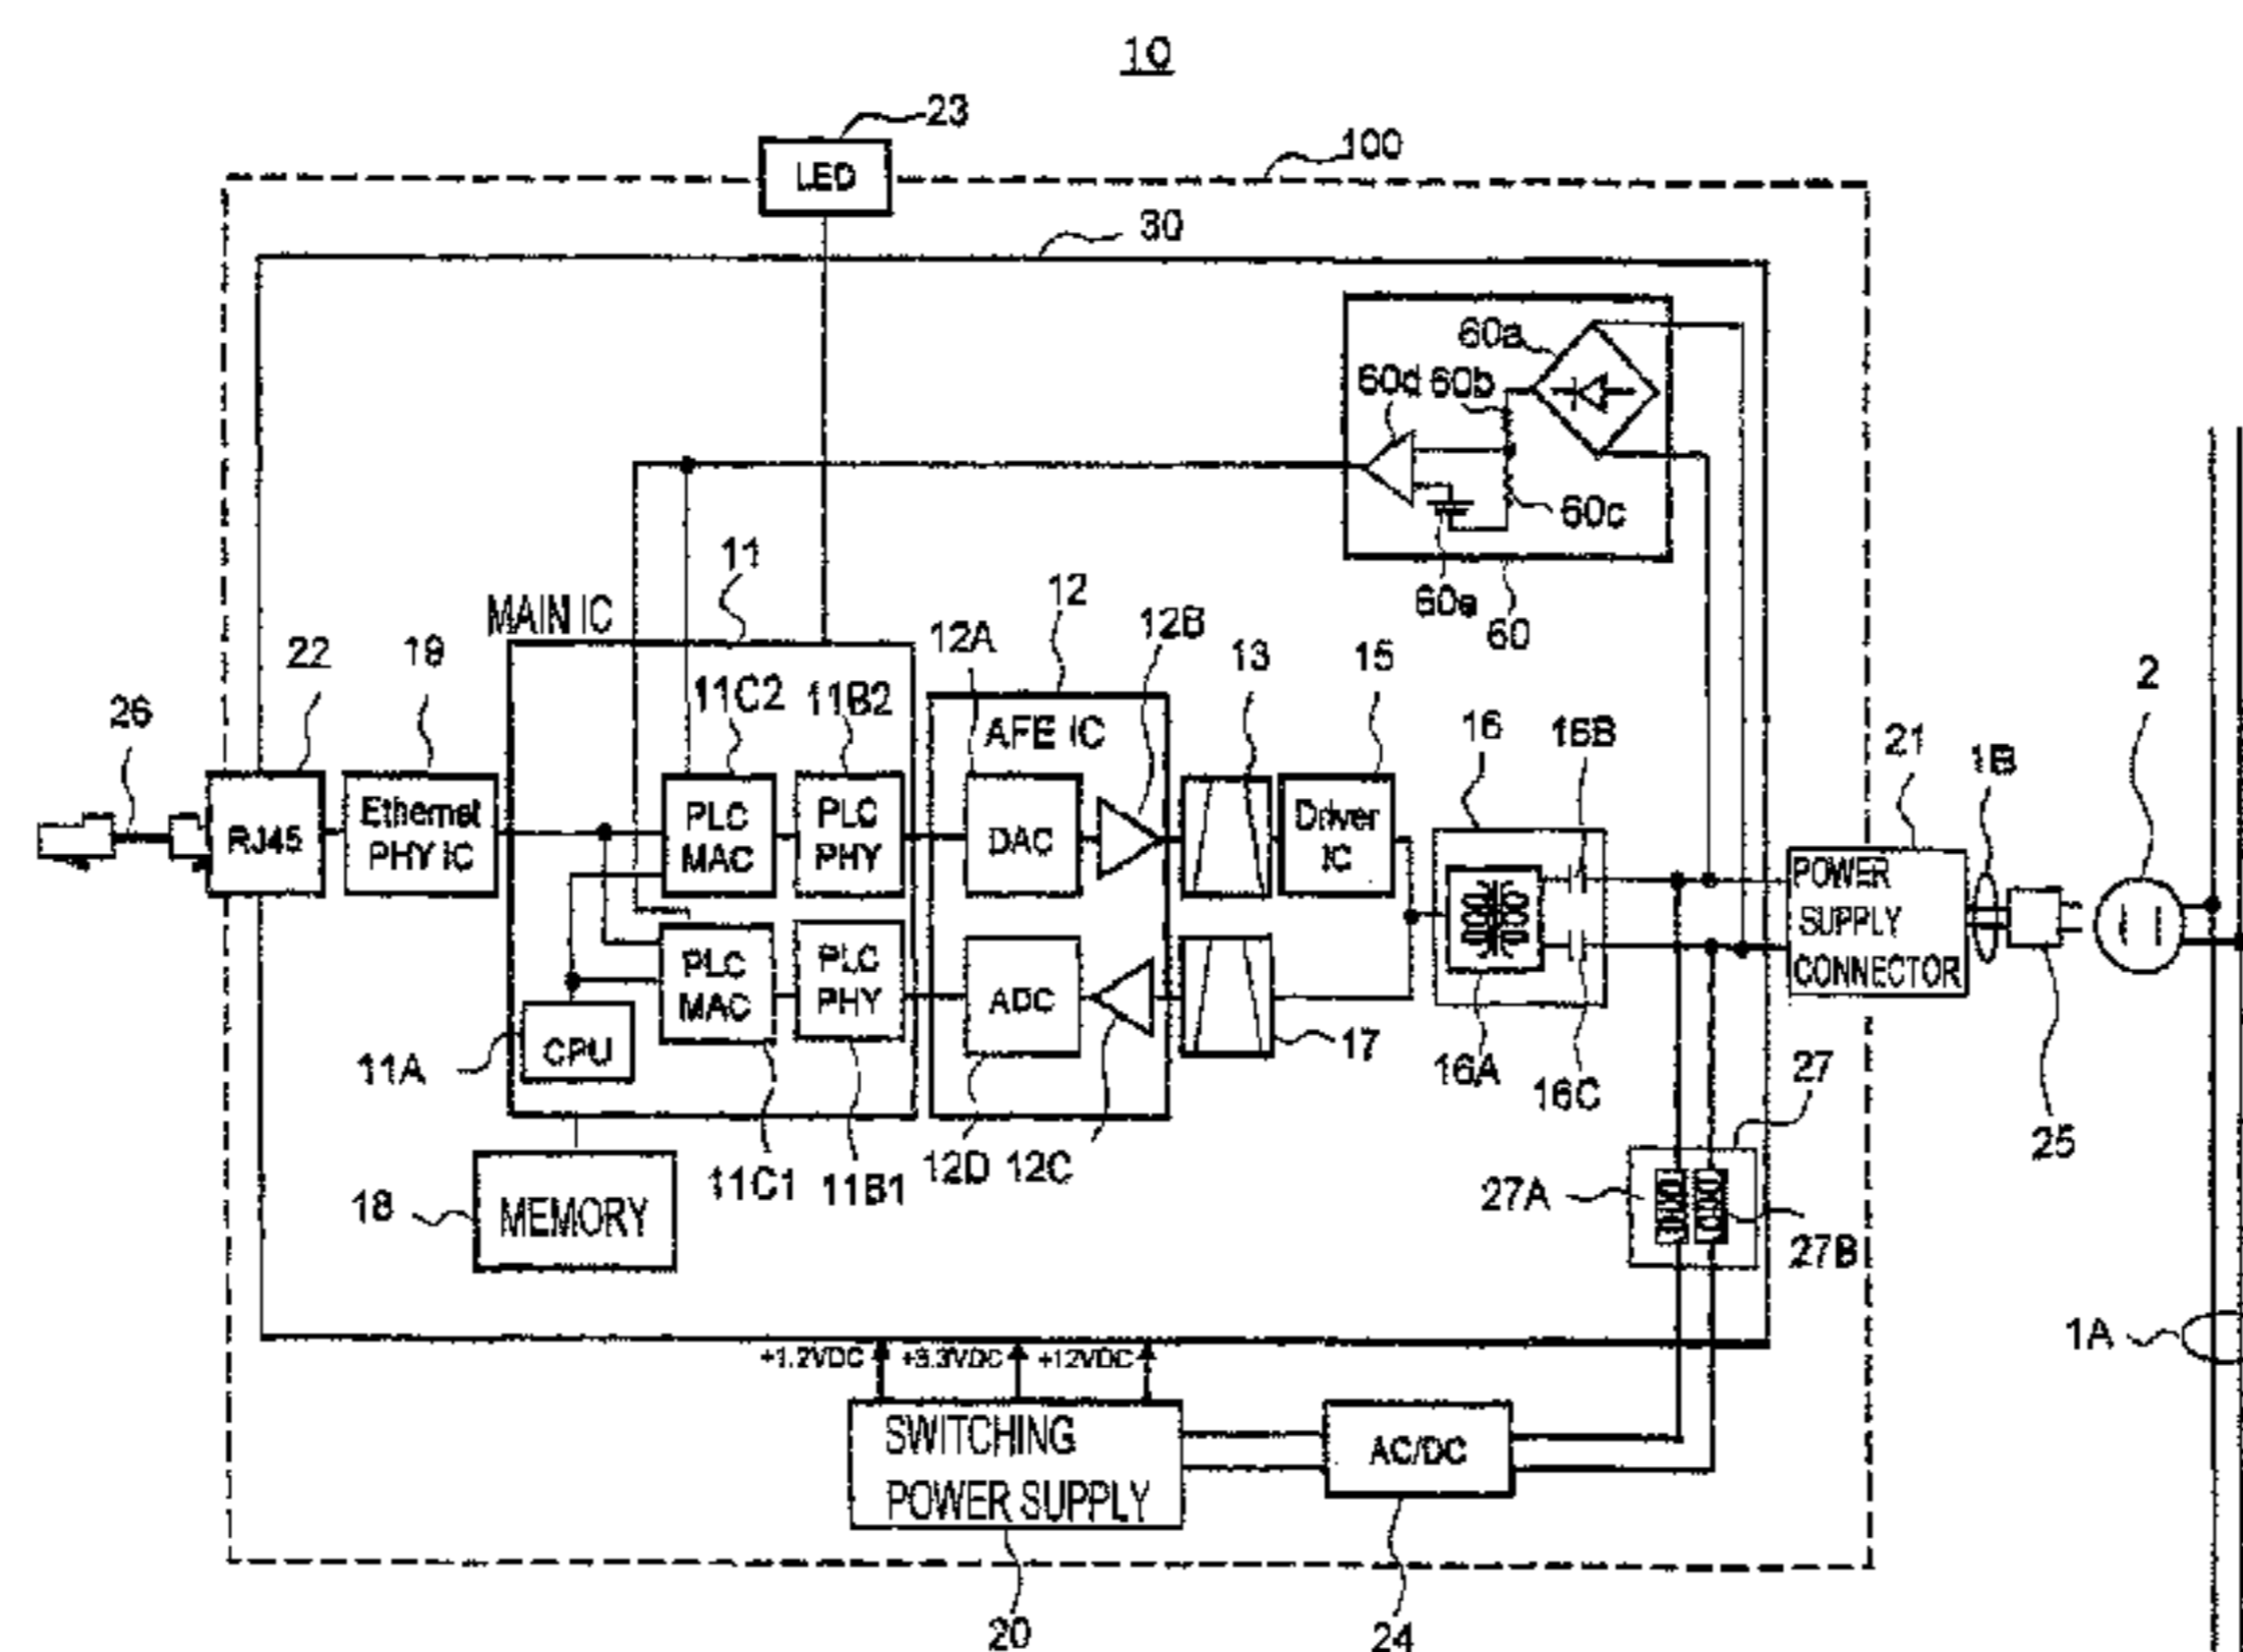 10
23
LED
100
30
60a
60d 60b
60c
60e
60
11
MAIN IC
12
12A
12B
13
15
22
19
26
11C2
11B2
AFE IC
16
16B
21
1B
2
RJ45
Ethernet
PHY IC
PLC
MAC
PLC
PHY
DAC
Driver
IC
POWER
SUPPLY
CONNECTOR
PLC
MAC
PLC
PHY
ADC
17
CPU
11A
16A
16C
27
25
11C1
11B1
12D
12C
18
MEMORY
27A
27B
1A
+1.2VDC
+3.3VDC
+12VDC
SWITCHING
POWER SUPPLY
AC/DC
20
24